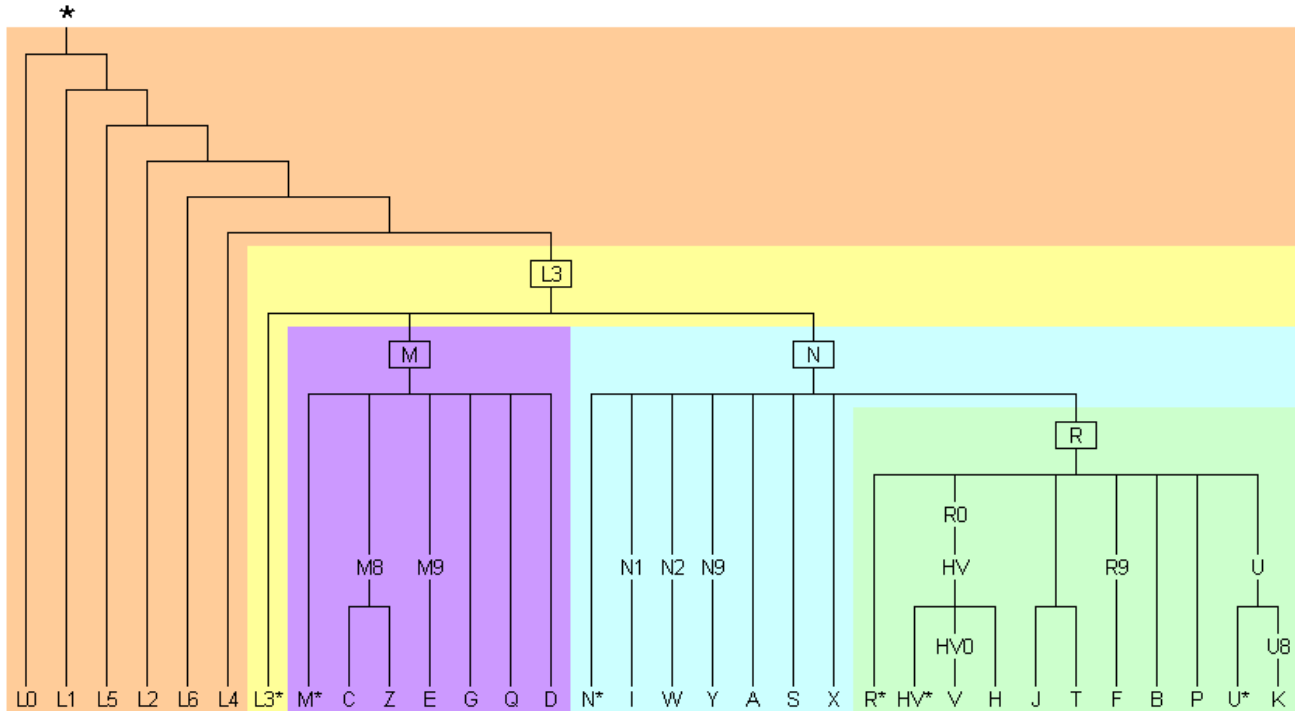 *
L3
M N
R
R0
M8 M9 N1 N2 N9 HV R9 U
HV0 U8
L0 L1 L5 L2 L6 L4 L3* M* C Z E G Q D N* I W Y A S X R* HV* V H J T F B P U* K